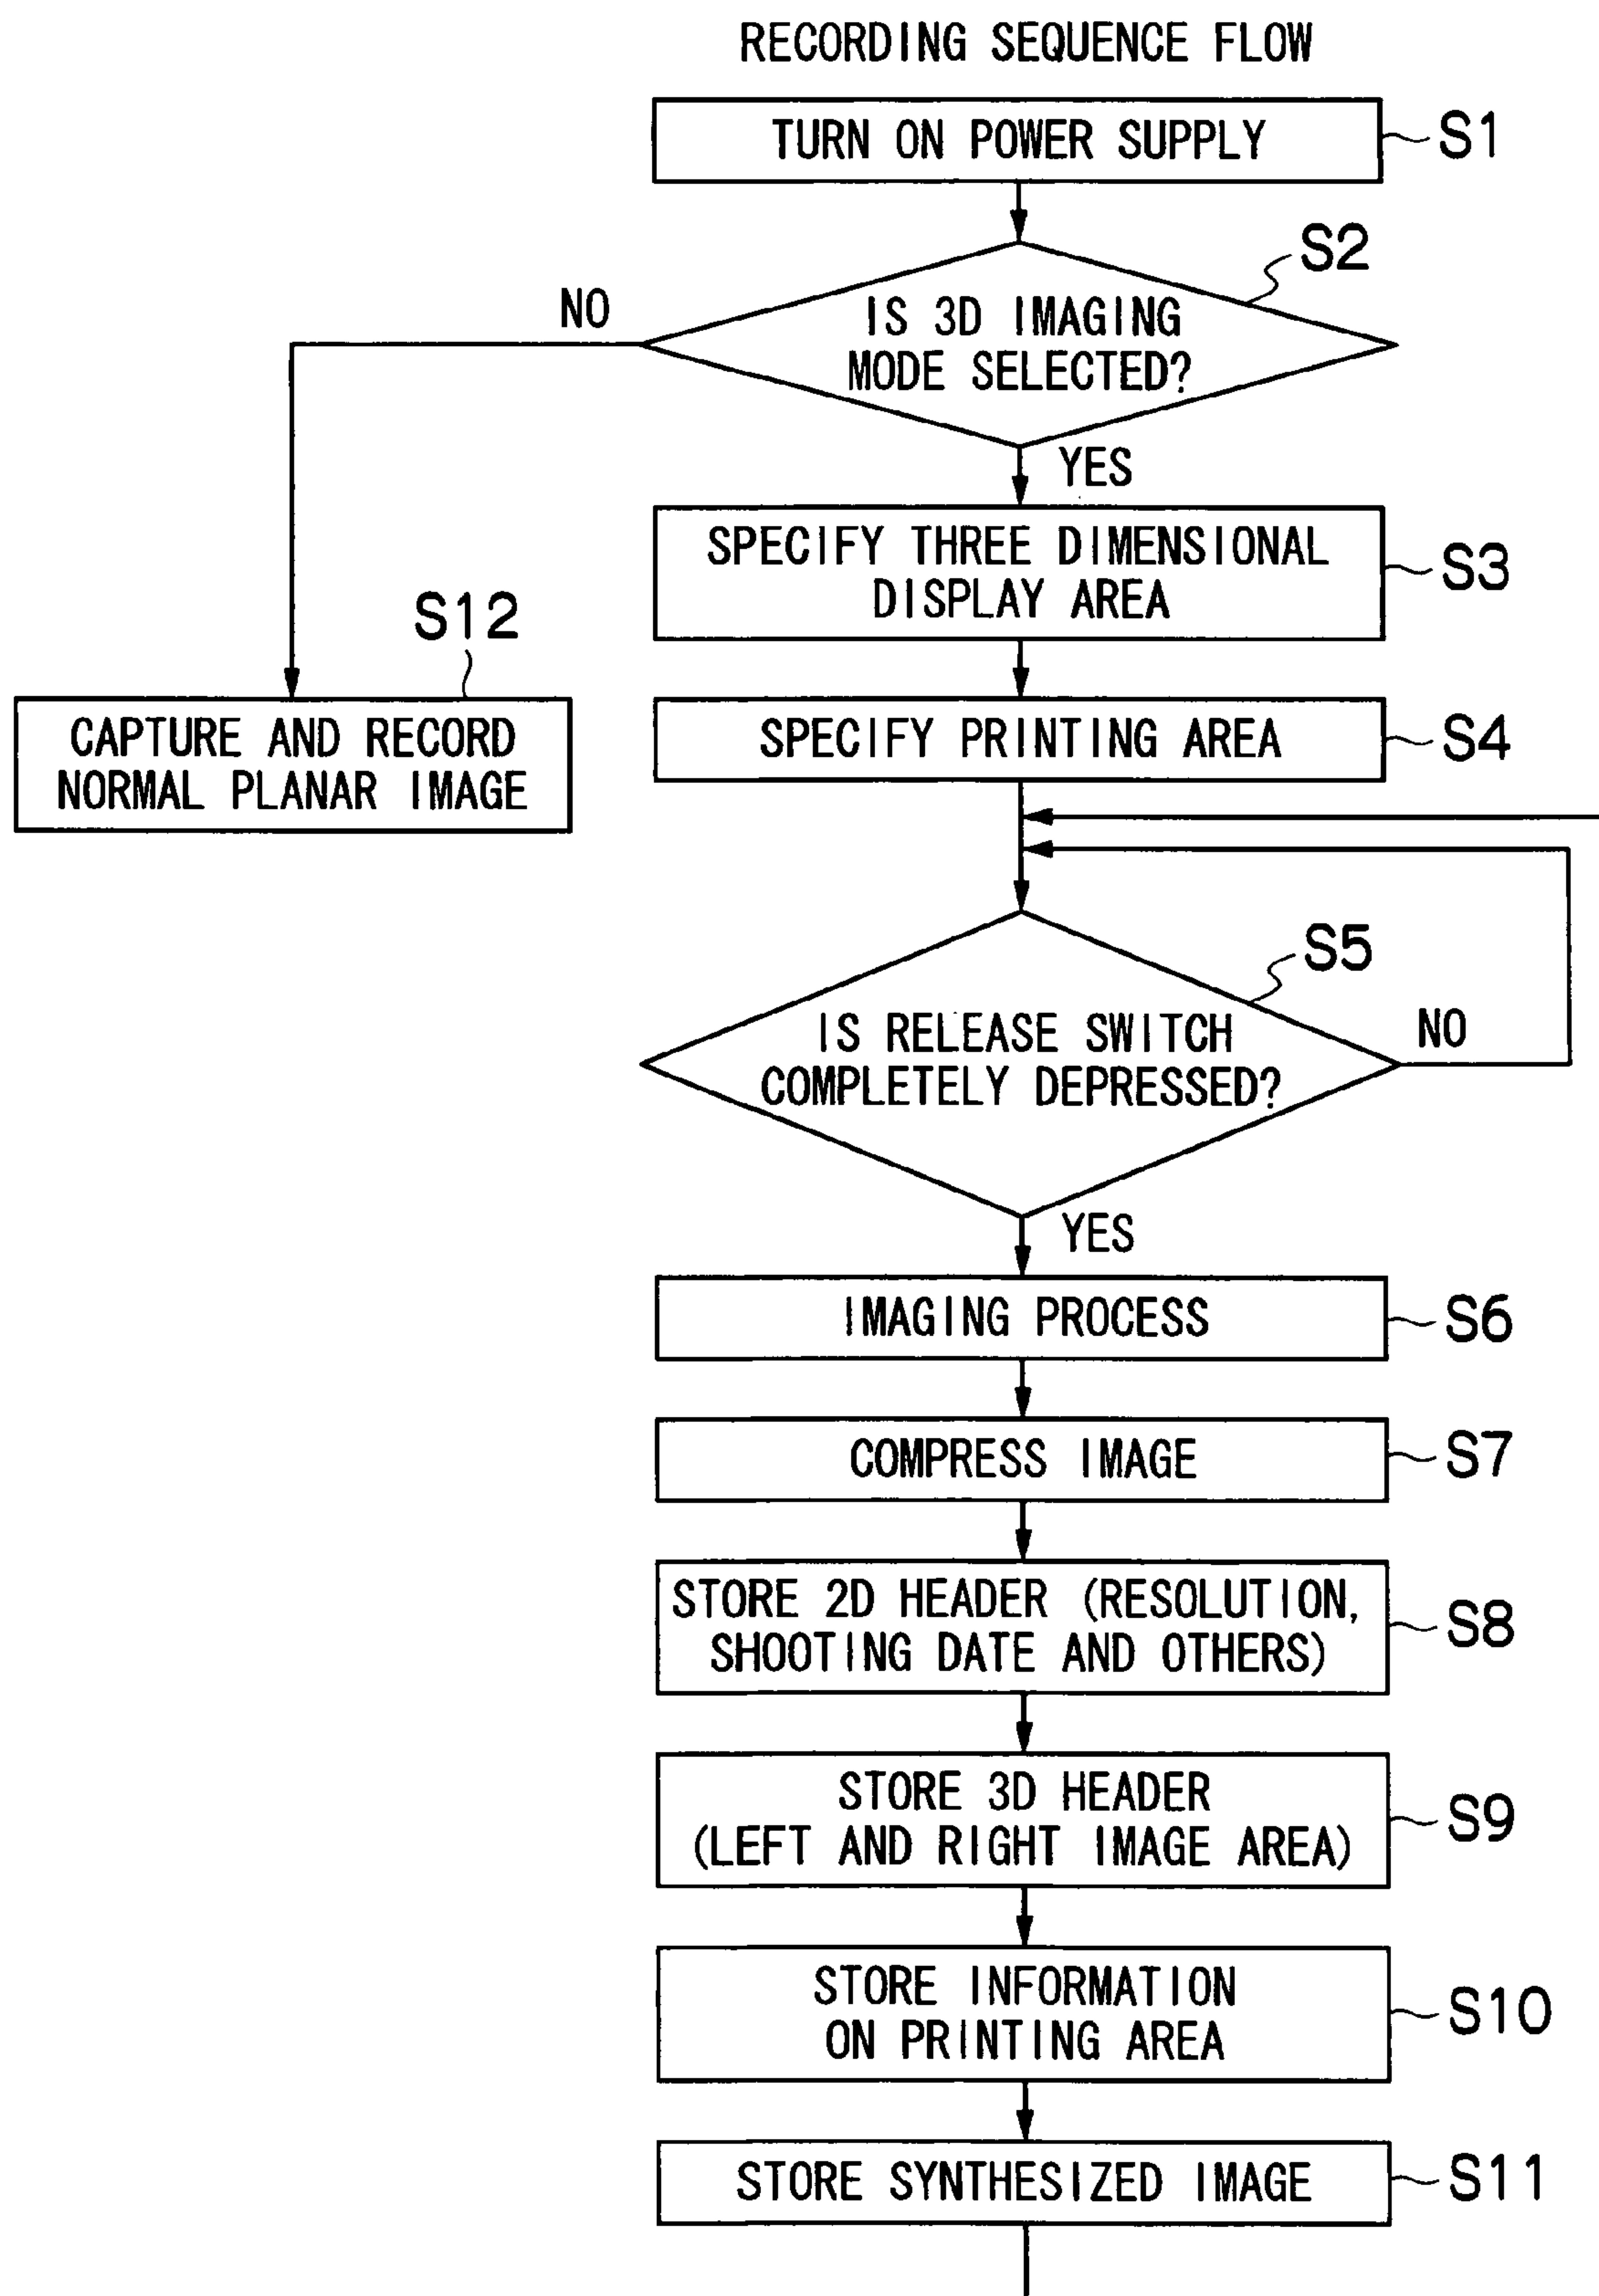 RECORDING SEQUENCE FLOW
TURN ON POWER SUPPLY
S1
S2
NO
IS 3D IMAGING
MODE SELECTED?
YES
SPECIFY THREE DIMENSIONAL
DISPLAY AREA
S3
S12
CAPTURE AND RECORD
NORMAL PLANAR IMAGE
SPECIFY PRINTING AREA
S4
S5
IS RELEASE SWITCH
COMPLETELY DEPRESSED?
NO
YES
IMAGING PROCESS
S6
COMPRESS IMAGE
S7
STORE 2D HEADER (RESOLUTION,
SHOOTING DATE AND OTHERS)
S8
STORE 3D HEADER
(LEFT AND RIGHT IMAGE AREA)
S9
STORE INFORMATION
ON PRINTING AREA
S10
STORE SYNTHESIZED IMAGE
S11